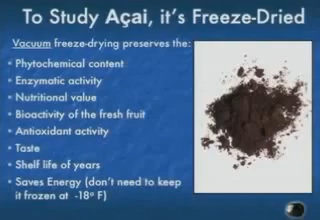 To Study Açai, it's Freeze-Dried
Vacuum freeze-drying preserves the:
• Phytochemical content
• Enzymatic activity
• Nutritional value
• Bioactivity of the fresh fruit
• Antioxidant activity
• Taste
• Shelf life of years
• Saves Energy (don't need to keep
it frozen at -18º F)